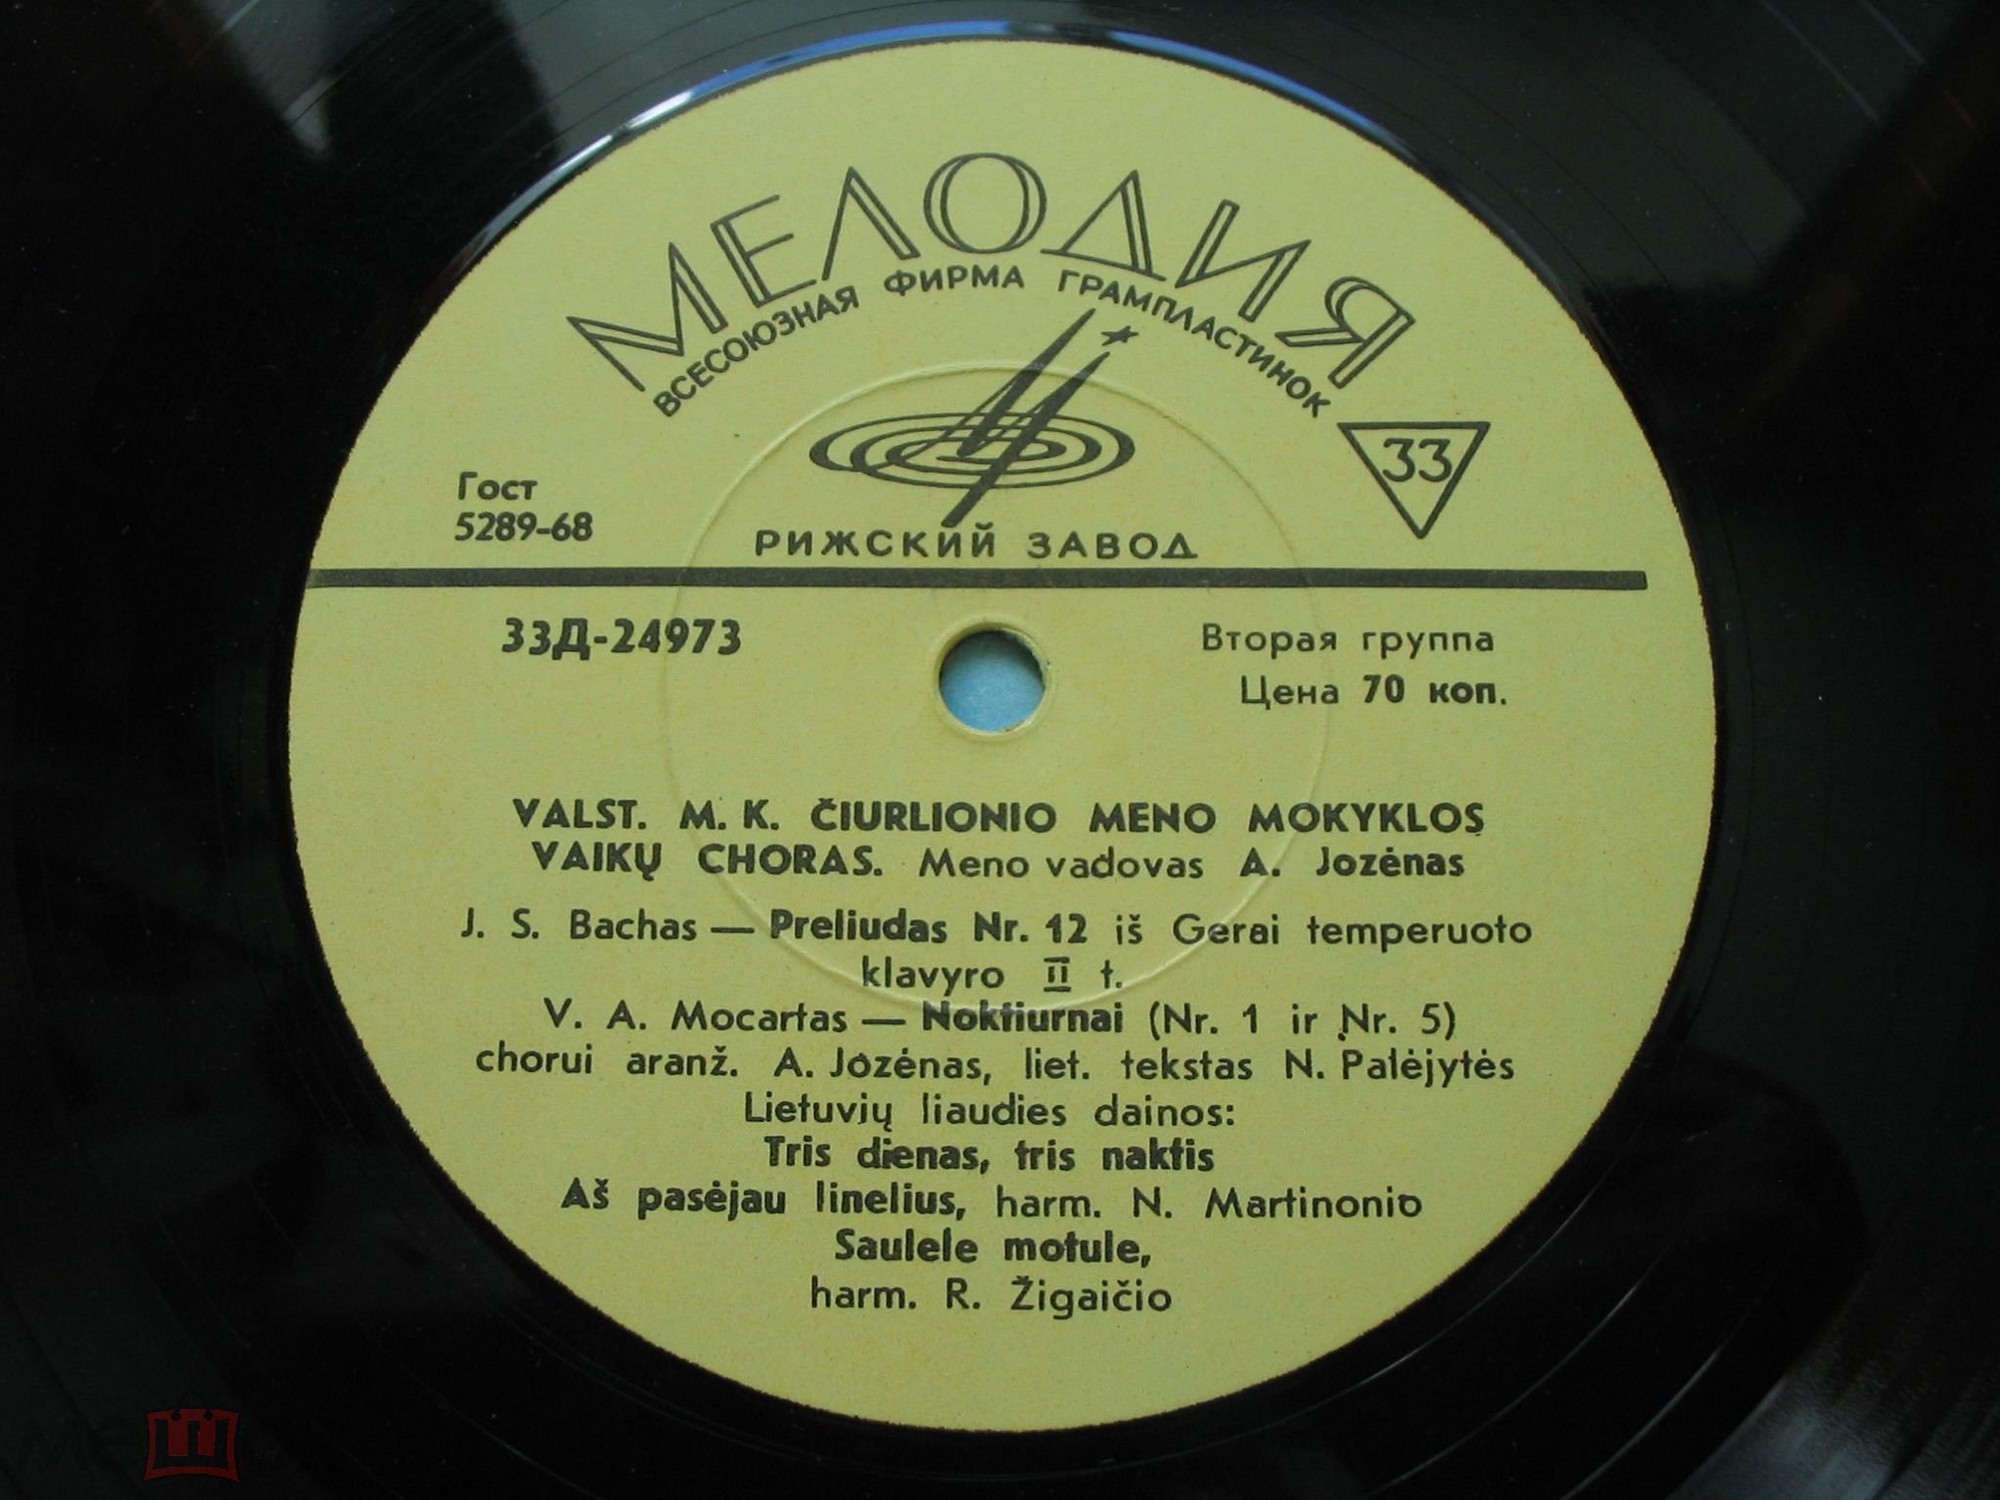 МЕЛОДИЯ
ВСЕСОЮЗНАЯ ФИРМА ГРАМПЛАСТИНОК
33
Гост
5289-68
РИЖСКИЙ ЗАВОД
33Д-24973
Вторая группа
Цена 70 коп.
VALST. M. K. ČIURLIONIO MENO MOKYKLOS
VAIKŲ CHORAS. Meno vadovas A. Jozėnas
J. S. Bachas — Preliudas Nr. 12 iš Gerai temperuoto
klavyro II t.
V. A. Mocartas — Noktiurnai (Nr. 1 ir Nr. 5)
chorui aranž. A. Jozėnas, liet. tekstas N. Palėjytės
Lietuvių liaudies dainos:
Tris dienas, tris naktis
Aš pasėjau linelius, harm. N. Martinonio
Saulele motule,
harm. R. Žigaičio